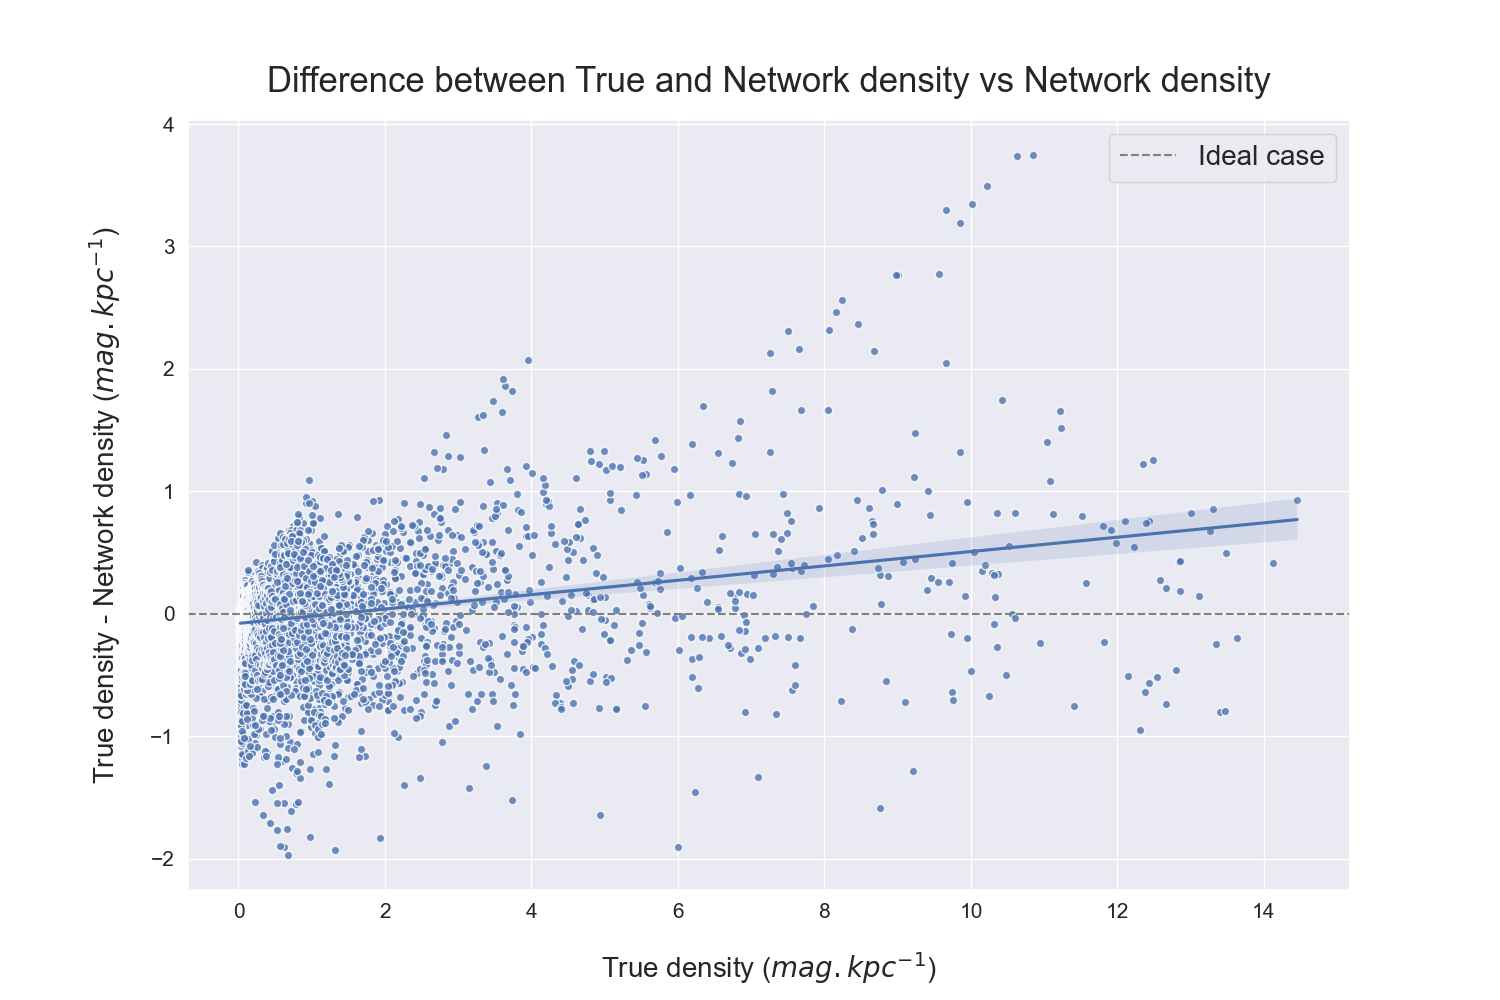 Difference between True and Network density vs Network density
Ideal case
True density - Network density (mag.kpc⁻¹)
4
3
2
1
0
−1
−2
0 2 4 6 8 10 12 14
True density (mag.kpc⁻¹)